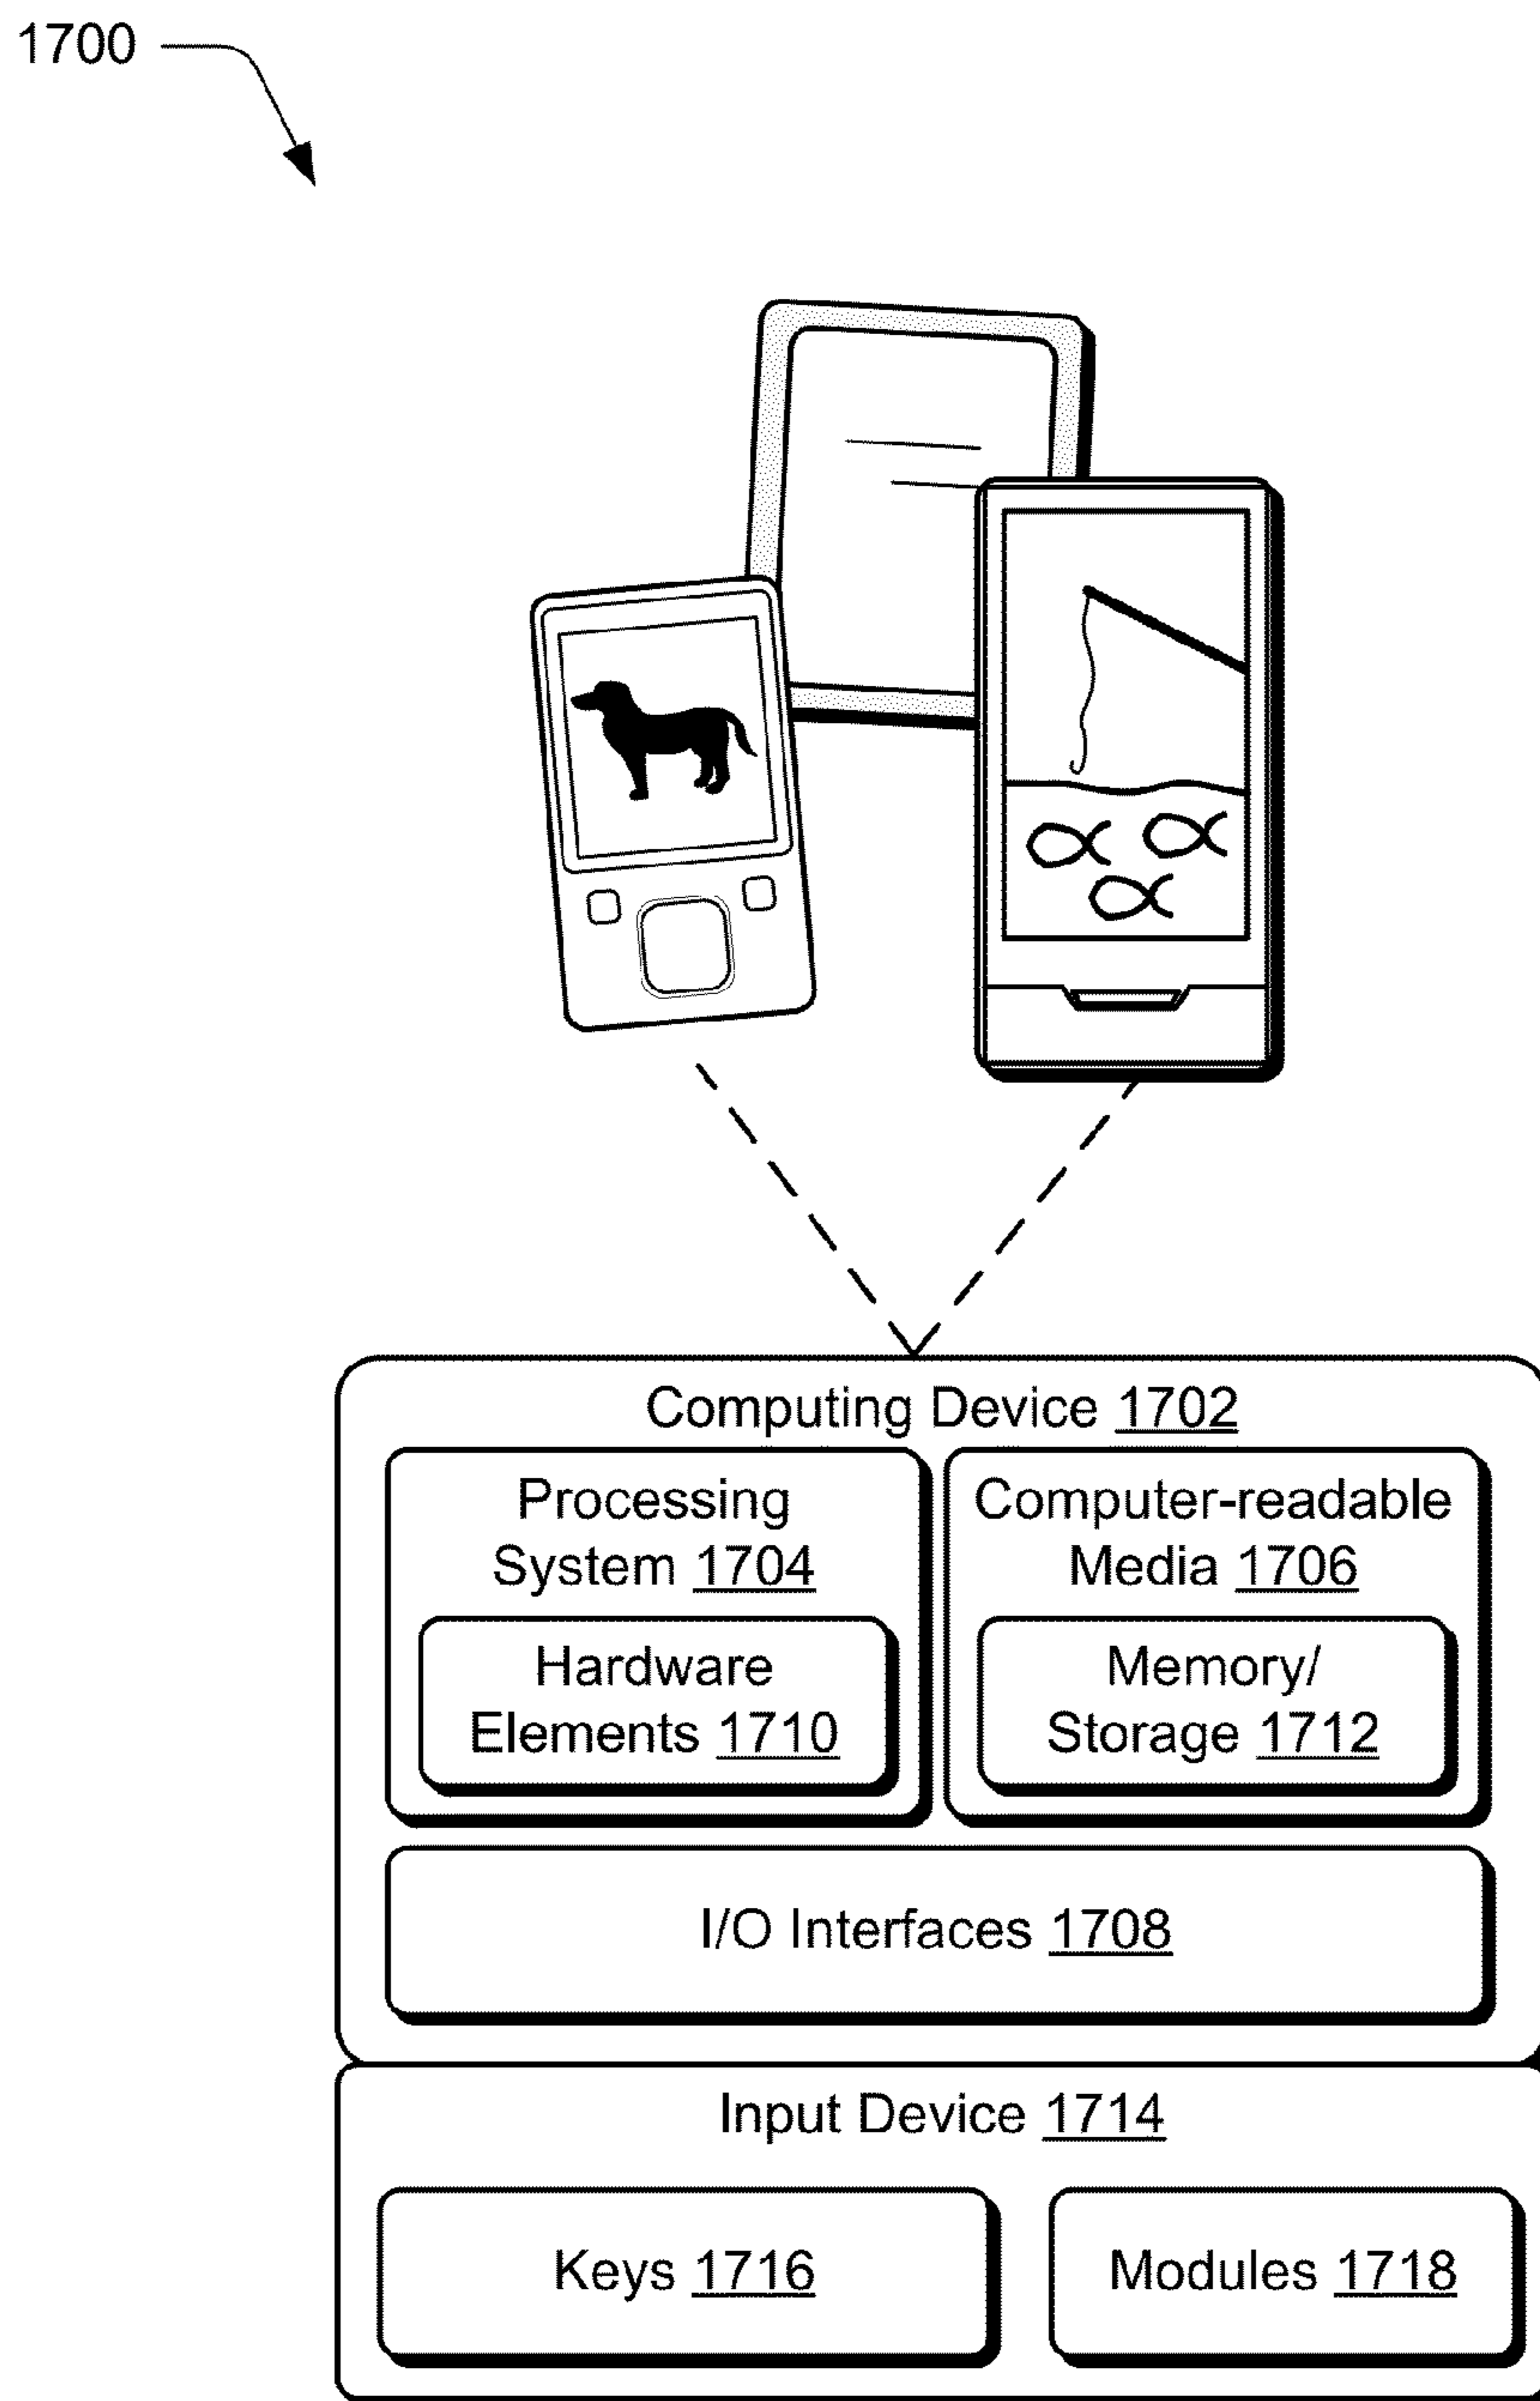 1700
Computing Device 1702
Processing
System 1704
Computer-readable
Media 1706
Hardware
Elements 1710
Memory/
Storage 1712
I/O Interfaces 1708
Input Device 1714
Keys 1716
Modules 1718